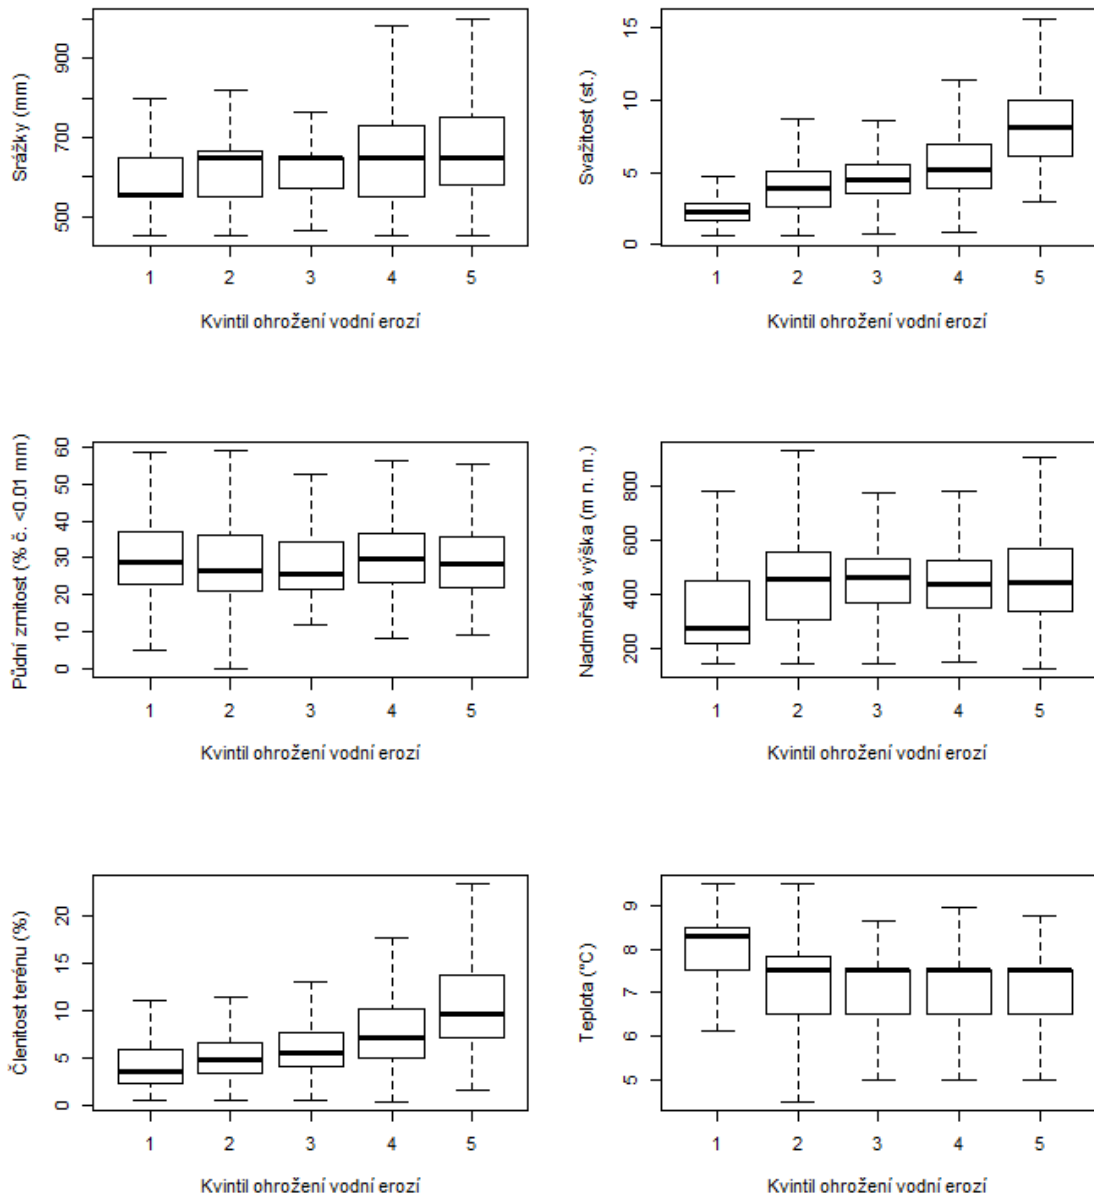 Srážky (mm)
500
700
900
1 2 3 4 5
Kvintil ohrožení vodní erozí
Svažitost (st.)
0
5
10
15
1 2 3 4 5
Kvintil ohrožení vodní erozí
Půdní zrnitost (% č. <0.01 mm)
0
10
20
30
40
50
60
1 2 3 4 5
Kvintil ohrožení vodní erozí
Nadmořská výška (m n. m.)
200
400
600
800
1 2 3 4 5
Kvintil ohrožení vodní erozí
Členitost terénu (%)
0
5
10
15
20
1 2 3 4 5
Kvintil ohrožení vodní erozí
Teplota (°C)
5
6
7
8
9
1 2 3 4 5
Kvintil ohrožení vodní erozí